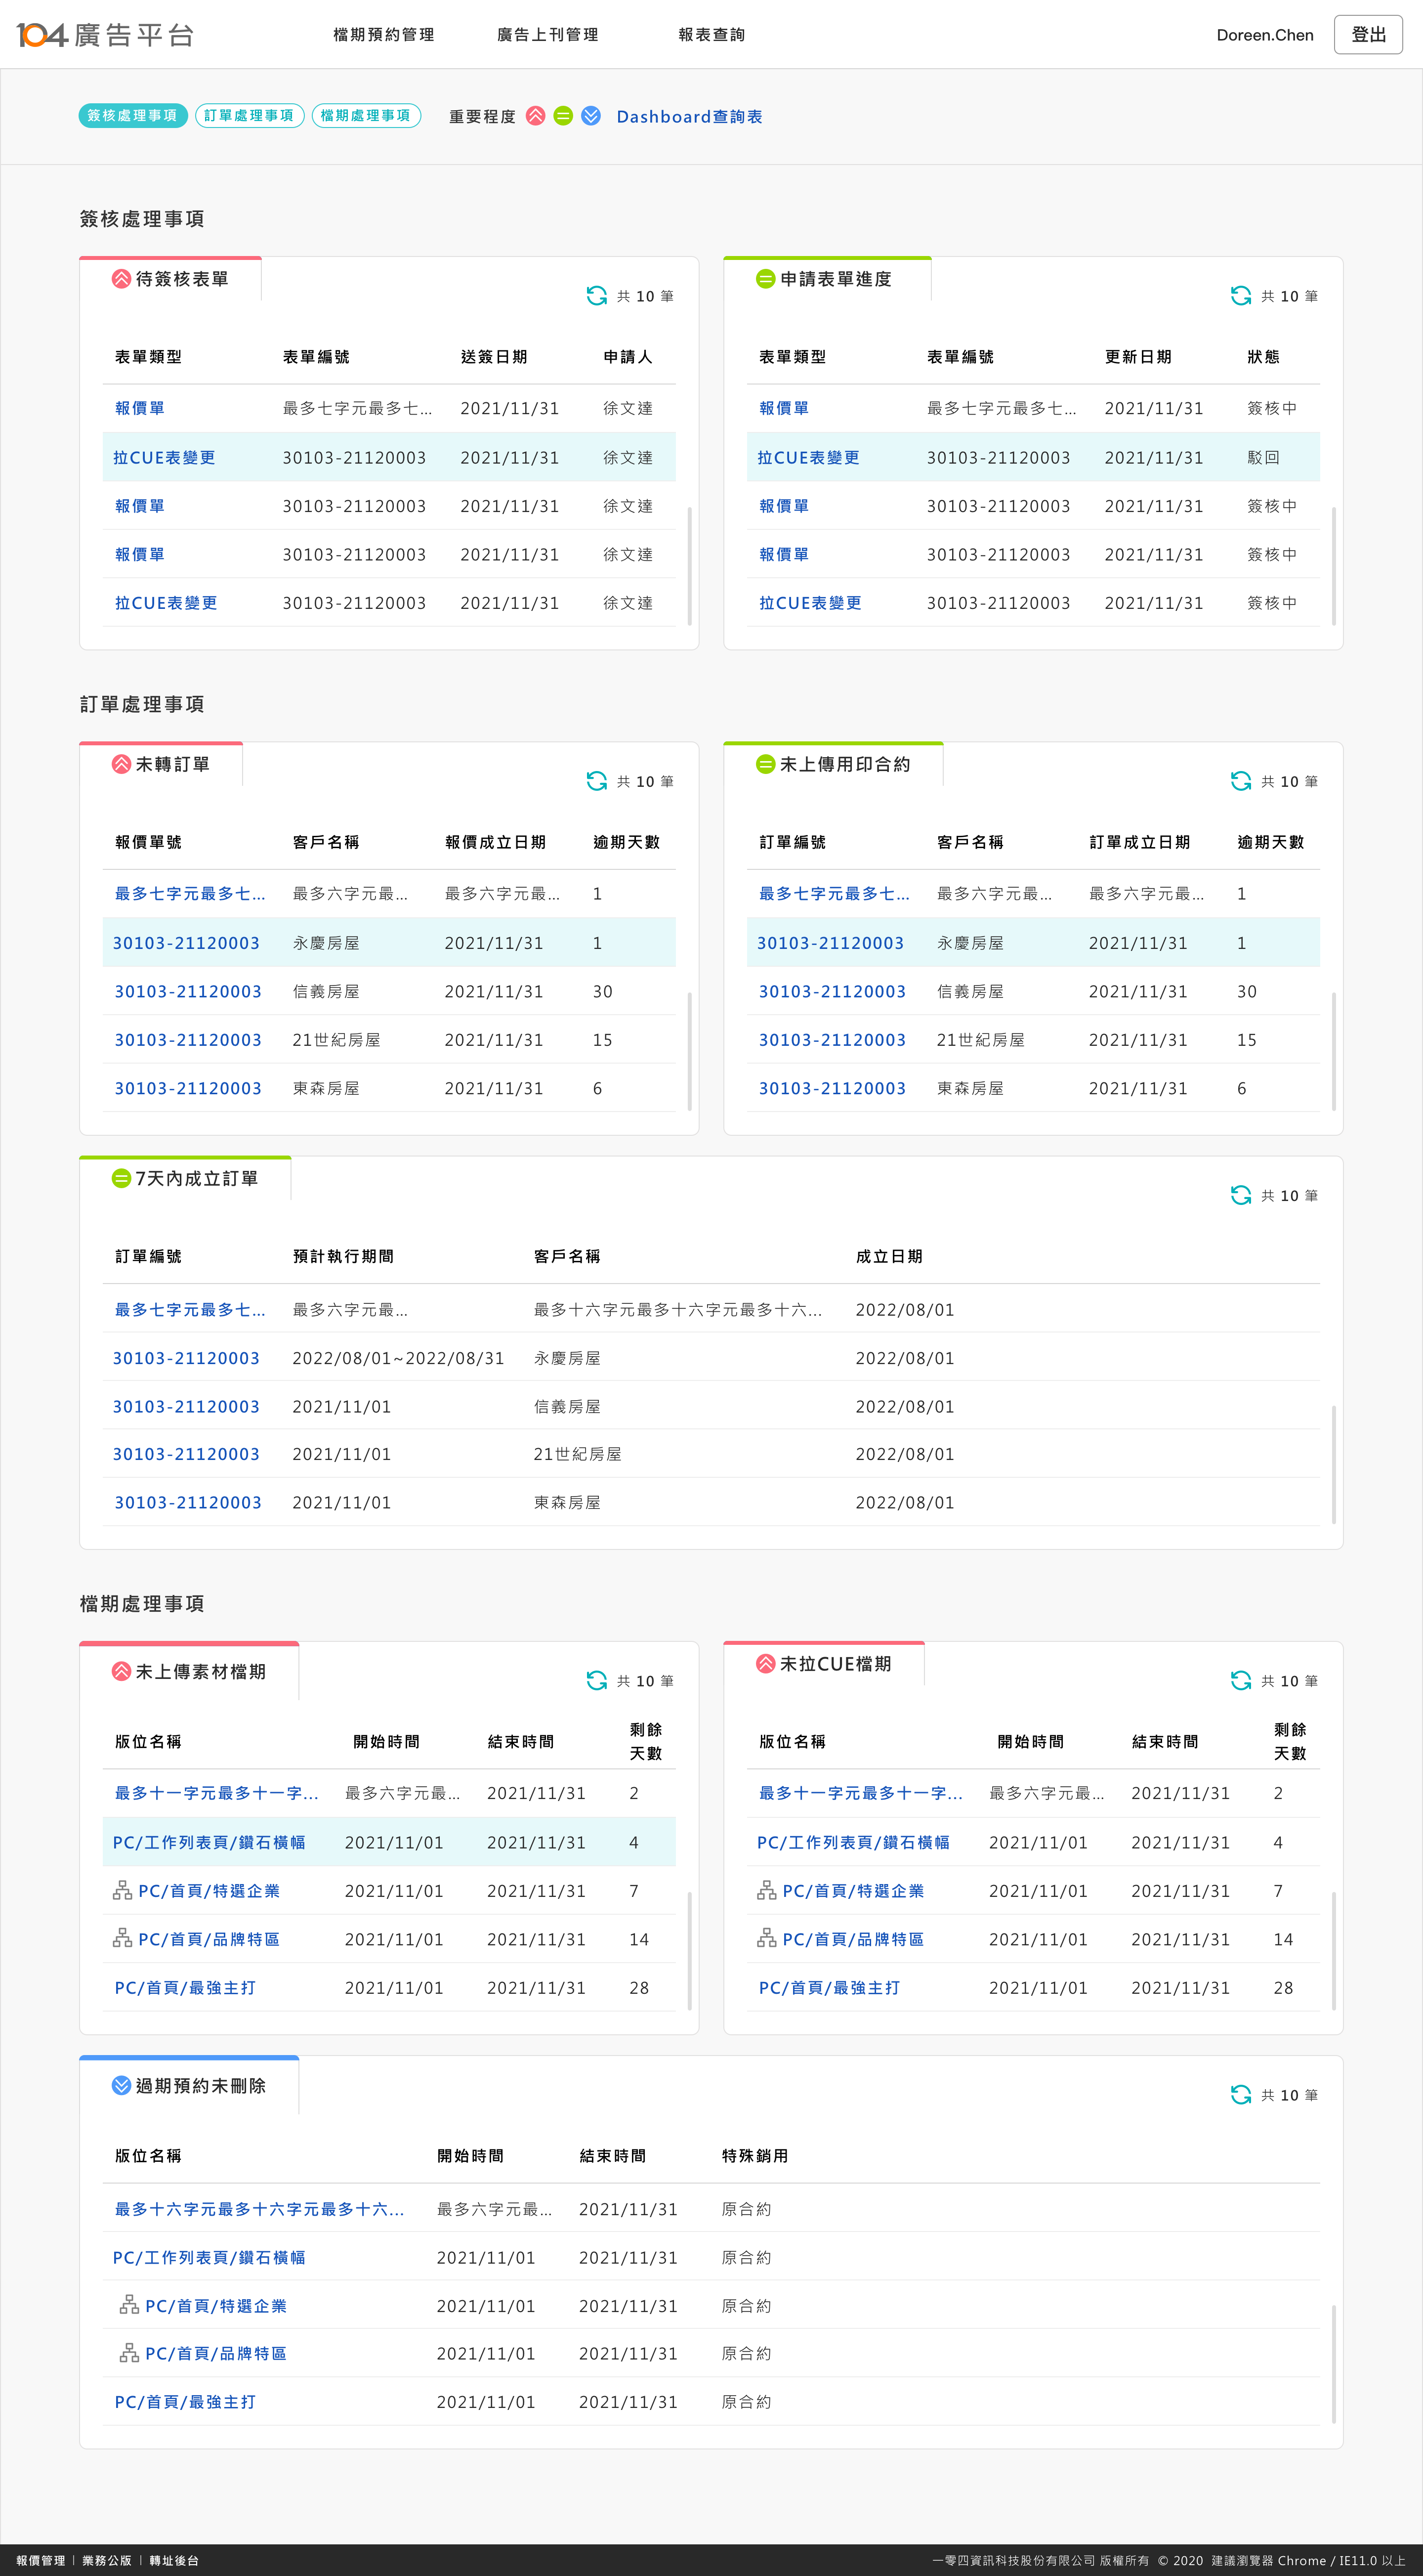 104廣告平台 檔期預約管理 廣告上刊管理 報表查詢 Doreen.Chen 登出
簽核處理事項 訂單處理事項 檔期處理事項 重要程度 Dashboard查詢表
簽核處理事項
待簽核表單
共 10 筆
表單類型 表單編號 送簽日期 申請人
報價單 最多七字元最多七... 2021/11/31 徐文達
拉CUE表變更 30103-21120003 2021/11/31 徐文達
報價單 30103-21120003 2021/11/31 徐文達
報價單 30103-21120003 2021/11/31 徐文達
拉CUE表變更 30103-21120003 2021/11/31 徐文達
申請表單進度
共 10 筆
表單類型 表單編號 更新日期 狀態
報價單 最多七字元最多七... 2021/11/31 簽核中
拉CUE表變更 30103-21120003 2021/11/31 駁回
報價單 30103-21120003 2021/11/31 簽核中
報價單 30103-21120003 2021/11/31 簽核中
拉CUE表變更 30103-21120003 2021/11/31 簽核中
訂單處理事項
未轉訂單
共 10 筆
報價單號 客戶名稱 報價成立日期 逾期天數
最多七字元最多七... 最多六字元最... 最多六字元最... 1
30103-21120003 永慶房屋 2021/11/31 1
30103-21120003 信義房屋 2021/11/31 30
30103-21120003 21世紀房屋 2021/11/31 15
30103-21120003 東森房屋 2021/11/31 6
未上傳用印合約
共 10 筆
訂單編號 客戶名稱 訂單成立日期 逾期天數
最多七字元最多七... 最多六字元最... 最多六字元最... 1
30103-21120003 永慶房屋 2021/11/31 1
30103-21120003 信義房屋 2021/11/31 30
30103-21120003 21世紀房屋 2021/11/31 15
30103-21120003 東森房屋 2021/11/31 6
7天內成立訂單
共 10 筆
訂單編號 預計執行期間 客戶名稱 成立日期
最多七字元最多七... 最多六字元最... 最多十六字元最多十六字元最多十六... 2022/08/01
30103-21120003 2022/08/01~2022/08/31 永慶房屋 2022/08/01
30103-21120003 2021/11/01 信義房屋 2022/08/01
30103-21120003 2021/11/01 21世紀房屋 2022/08/01
30103-21120003 2021/11/01 東森房屋 2022/08/01
檔期處理事項
未上傳素材檔期
共 10 筆
版位名稱 開始時間 結束時間 剩餘
天數
最多十一字元最多十一字... 最多六字元最... 2021/11/31 2
PC/工作列表頁/鑽石橫幅 2021/11/01 2021/11/31 4
PC/首頁/特選企業 2021/11/01 2021/11/31 7
PC/首頁/品牌特區 2021/11/01 2021/11/31 14
PC/首頁/最強主打 2021/11/01 2021/11/31 28
未拉CUE檔期
共 10 筆
版位名稱 開始時間 結束時間 剩餘
天數
最多十一字元最多十一字... 最多六字元最... 2021/11/31 2
PC/工作列表頁/鑽石橫幅 2021/11/01 2021/11/31 4
PC/首頁/特選企業 2021/11/01 2021/11/31 7
PC/首頁/品牌特區 2021/11/01 2021/11/31 14
PC/首頁/最強主打 2021/11/01 2021/11/31 28
過期預約未刪除
共 10 筆
版位名稱 開始時間 結束時間 特殊銷用
最多十六字元最多十六字元最多十六... 最多六字元最... 2021/11/31 原合約
PC/工作列表頁/鑽石橫幅 2021/11/01 2021/11/31 原合約
PC/首頁/特選企業 2021/11/01 2021/11/31 原合約
PC/首頁/品牌特區 2021/11/01 2021/11/31 原合約
PC/首頁/最強主打 2021/11/01 2021/11/31 原合約
報價管理 | 業務公版 | 轉址後台 一零四資訊科技股份有限公司 版權所有 © 2020 建議瀏覽器 Chrome / IE11.0 以上